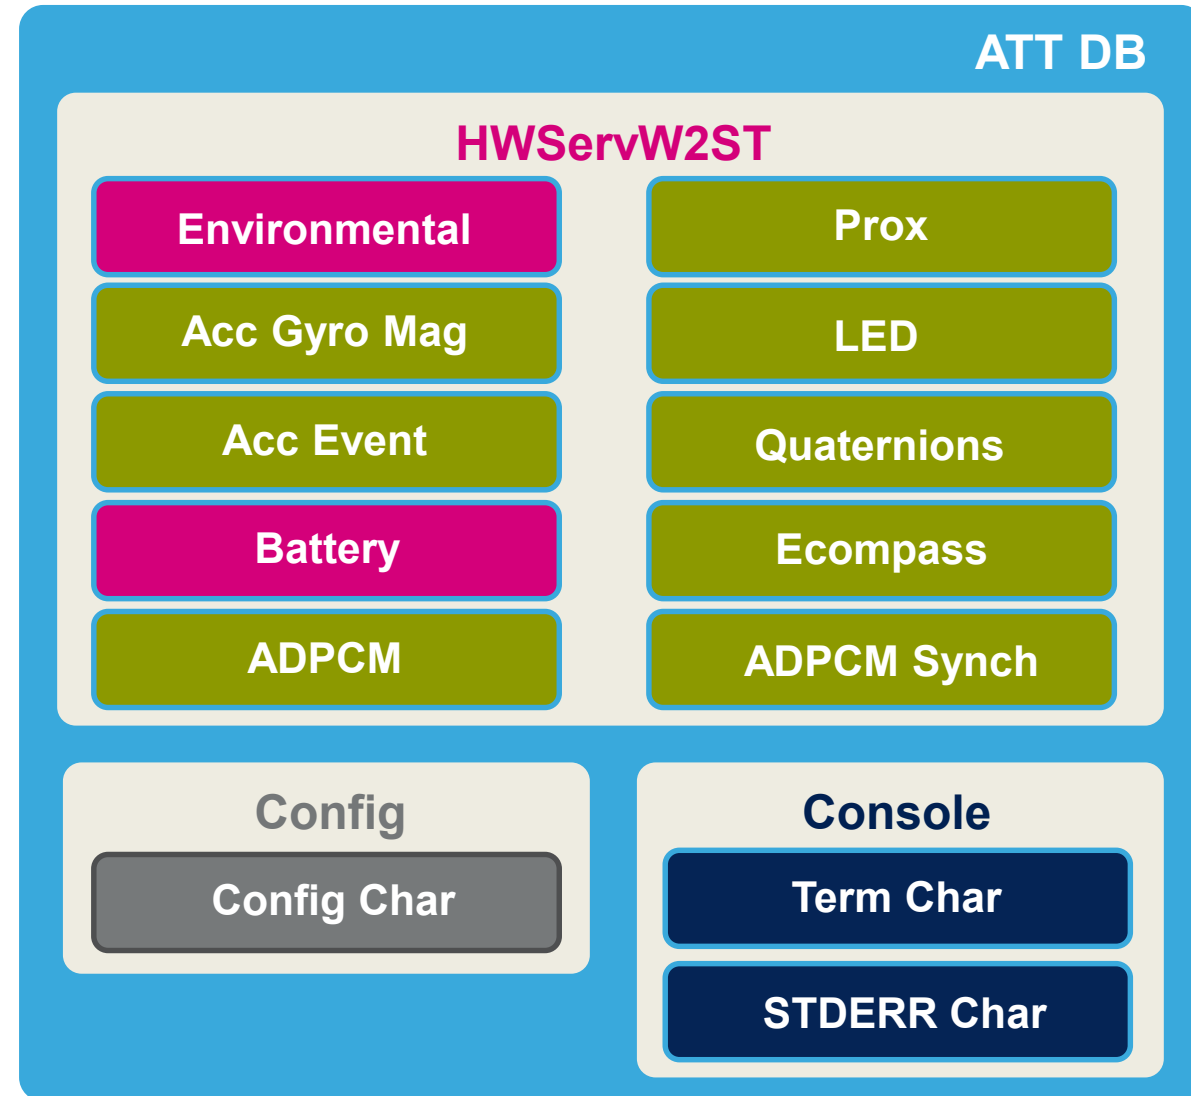 ATT DB
HWServW2ST
Environmental
Prox
Acc Gyro Mag
LED
Acc Event
Quaternions
Battery
Ecompass
ADPCM
ADPCM Synch
Config
Config Char
Console
Term Char
STDERR Char